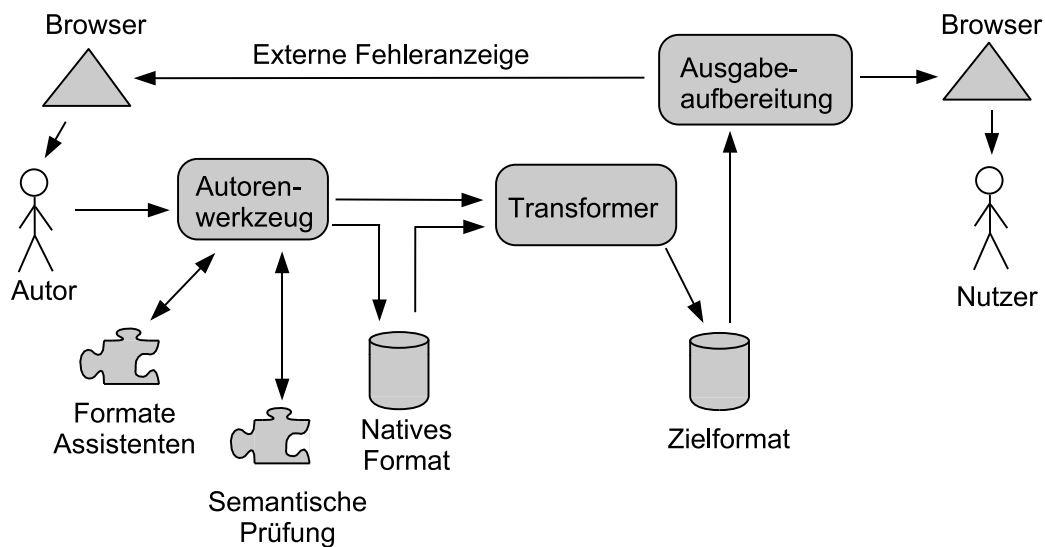 Browser
Browser
Externe Fehleranzeige
Ausgabe-
aufbereitung
Autoren-
werkzeug
Transformer
Autor
Nutzer
Formate
Assistenten
Natives
Format
Zielformat
Semantische
Prüfung